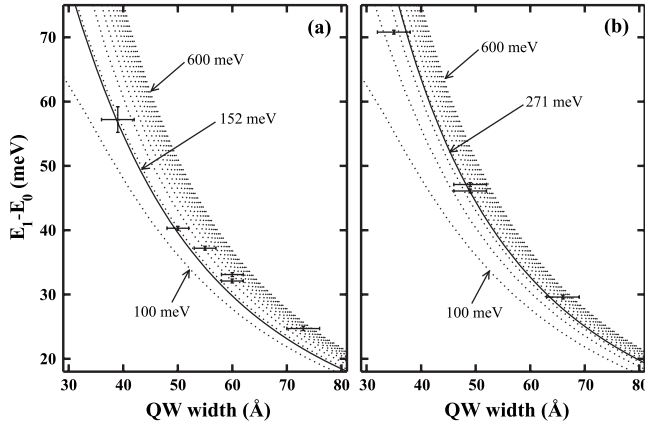 (a)
(b)
E1-E0 (meV)
70
60
50
40
30
20
600 meV
152 meV
100 meV
600 meV
271 meV
100 meV
30 40 50 60 70 80
30 40 50 60 70 80
QW width (Å)
QW width (Å)